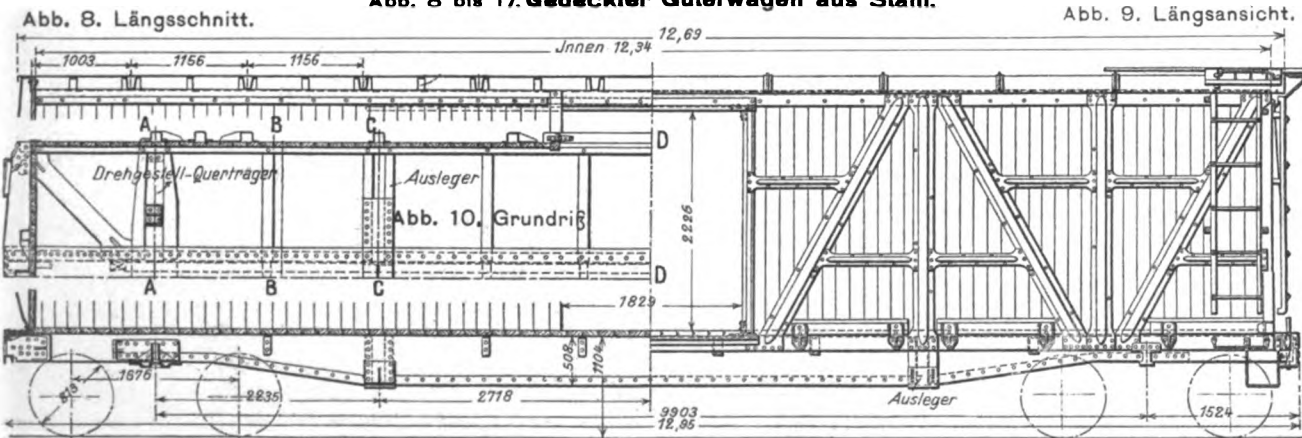 Abb. 8 bis 17. Gedeckter Güterwagen aus Stahl.
Abb. 8. Längsschnitt.
Abb. 9. Längsansicht.
12,69
Jnnen 12,34
1003 1156 1156
A B C D
Drehgestell-Querträger
Ausleger
Abb. 10. Grundriß
2226
D
A B C
1829
508
1104
1676
838
2235
2718
Ausleger
9903
1524
12,95